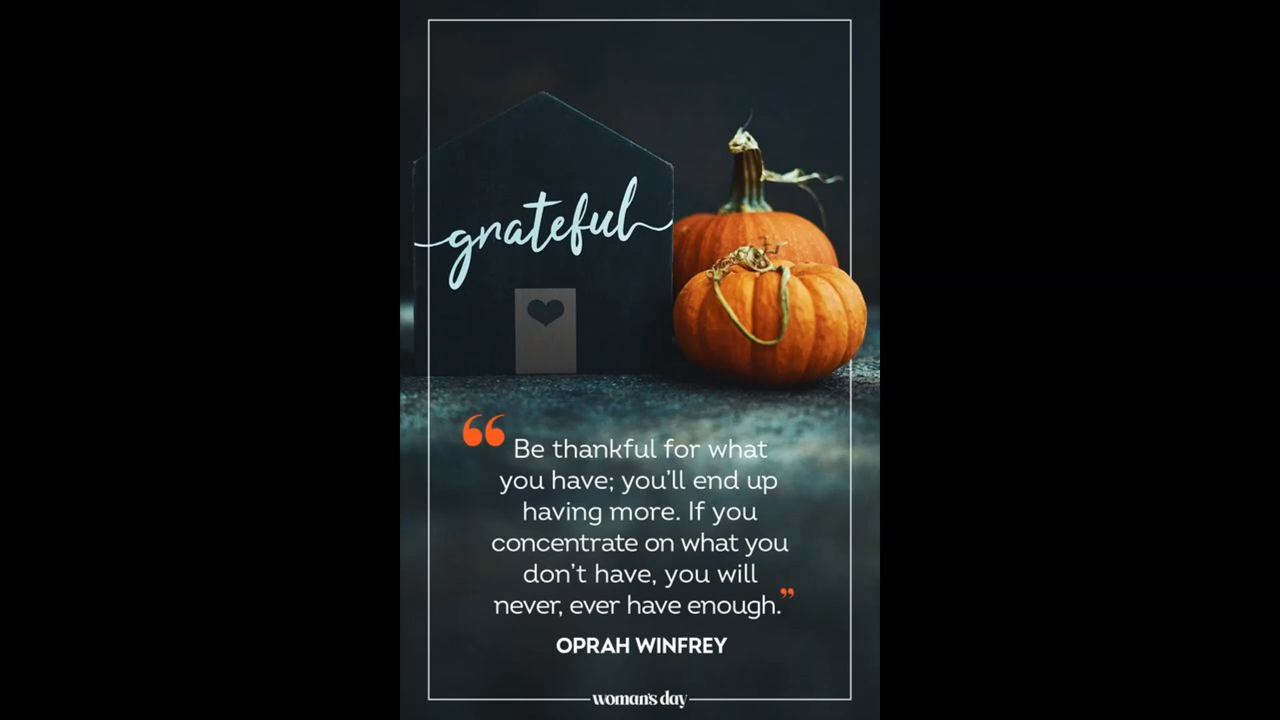 grateful
“Be thankful for what
you have; you’ll end up
having more. If you
concentrate on what you
don’t have, you will
never, ever have enough.”
OPRAH WINFREY
woman's day